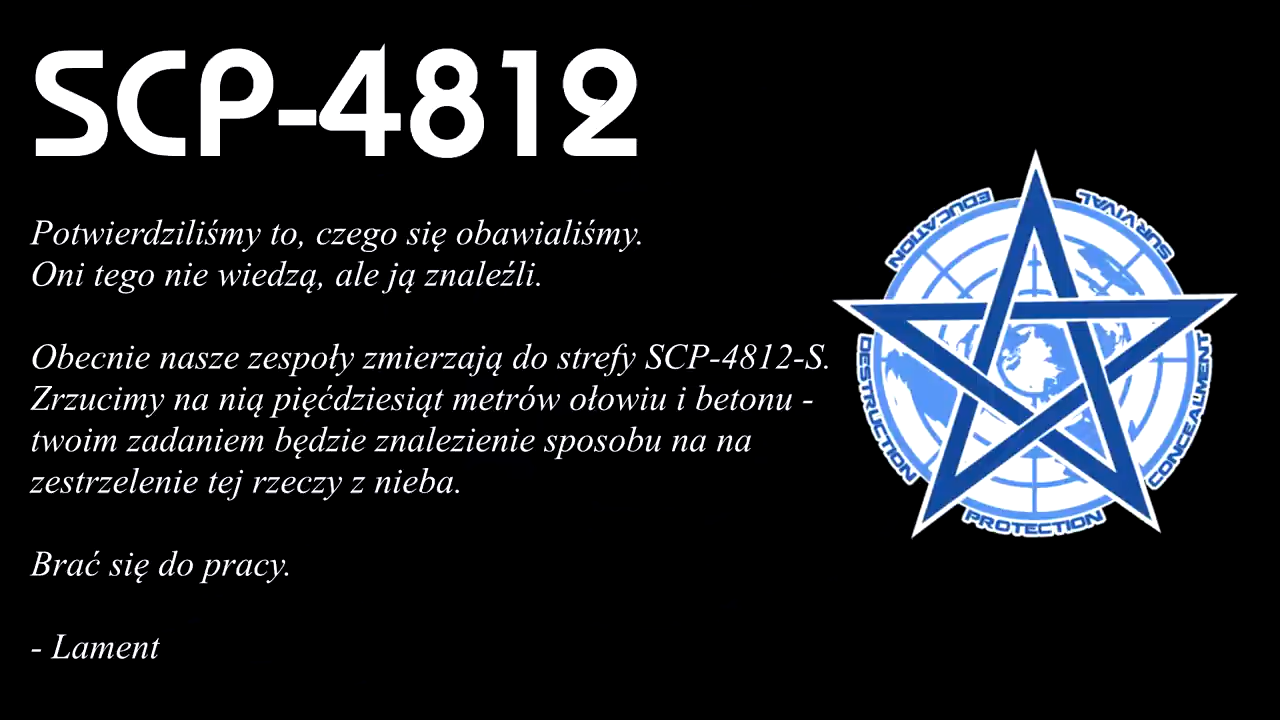 SCP-4812
Potwierdziliśmy to, czego się obawialiśmy.
Oni tego nie wiedzą, ale ją znaleźli.
Obecnie nasze zespoły zmierzają do strefy SCP-4812-S.
Zrzucimy na nią pięćdziesiąt metrów ołowiu i betonu -
twoim zadaniem będzie znalezienie sposobu na na
zestrzelenie tej rzeczy z nieba.
Brać się do pracy.
- Lament
EDUCATION
SURVIVAL
DESTRUCTION
CONCEALMENT
PROTECTION